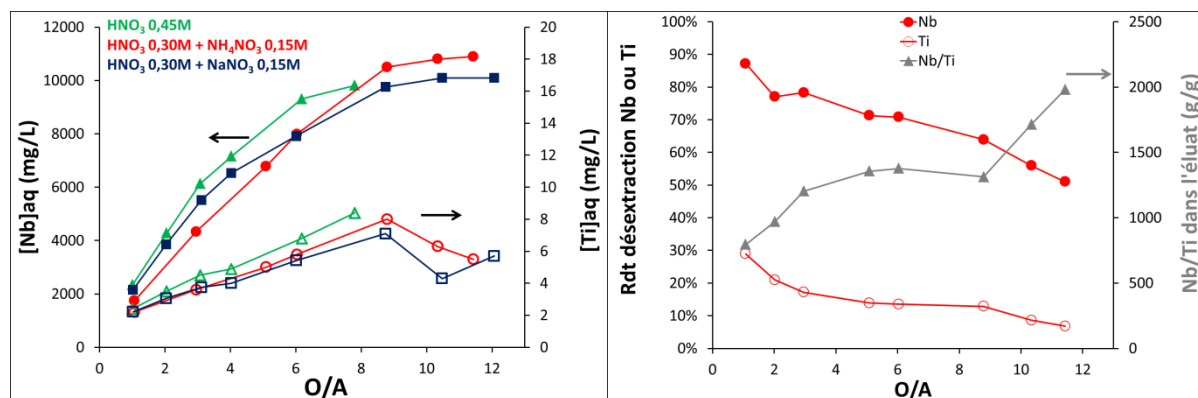 HNO3 0,45M
HNO3 0,30M + NH4NO3 0,15M
HNO3 0,30M + NaNO3 0,15M
[Nb]aq (mg/L)
12000
10000
8000
6000
4000
2000
0
0 2 4 6 8 10 12
O/A
20
18
16
14
12
10
8
6
4
2
0
[Ti]aq (mg/L)
Rdt désextraction Nb ou Ti
100%
90%
80%
70%
60%
50%
40%
30%
20%
10%
0%
Nb
Ti
Nb/Ti
0 2 4 6 8 10 12
O/A
2500
2000
1500
1000
500
0
Nb/Ti dans l'éluat (g/g)